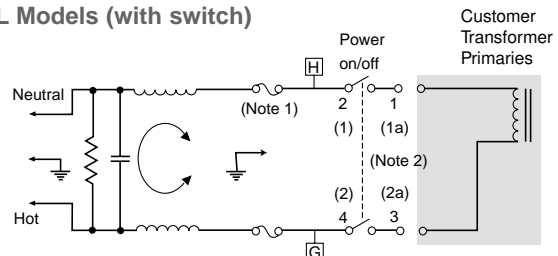 L Models (with switch)
Customer
Transformer
Primaries
Power
on/off
H
Neutral
(Note 1)
2
1
(1)
(1a)
(Note 2)
(2)
(2a)
4
3
Hot
G